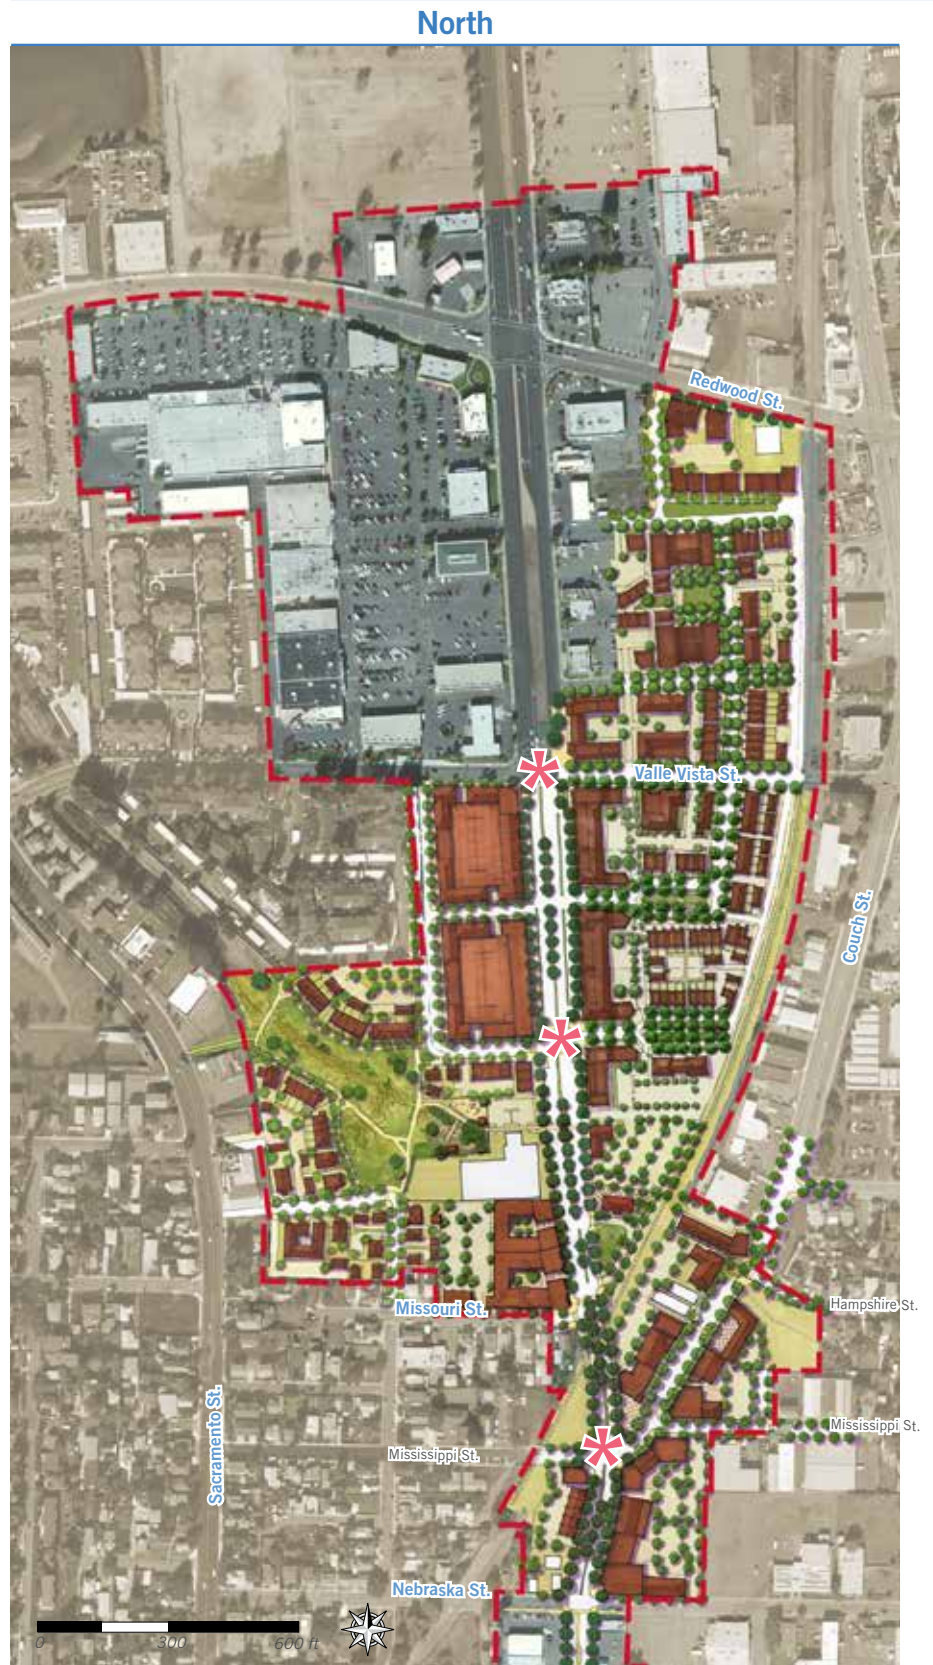 North
Redwood St.
Valle Vista St.
Couch St.
Hampshire St.
Missouri St.
Sacramento St.
Mississippi St.
Mississippi St.
Nebraska St.
0 300 600 ft